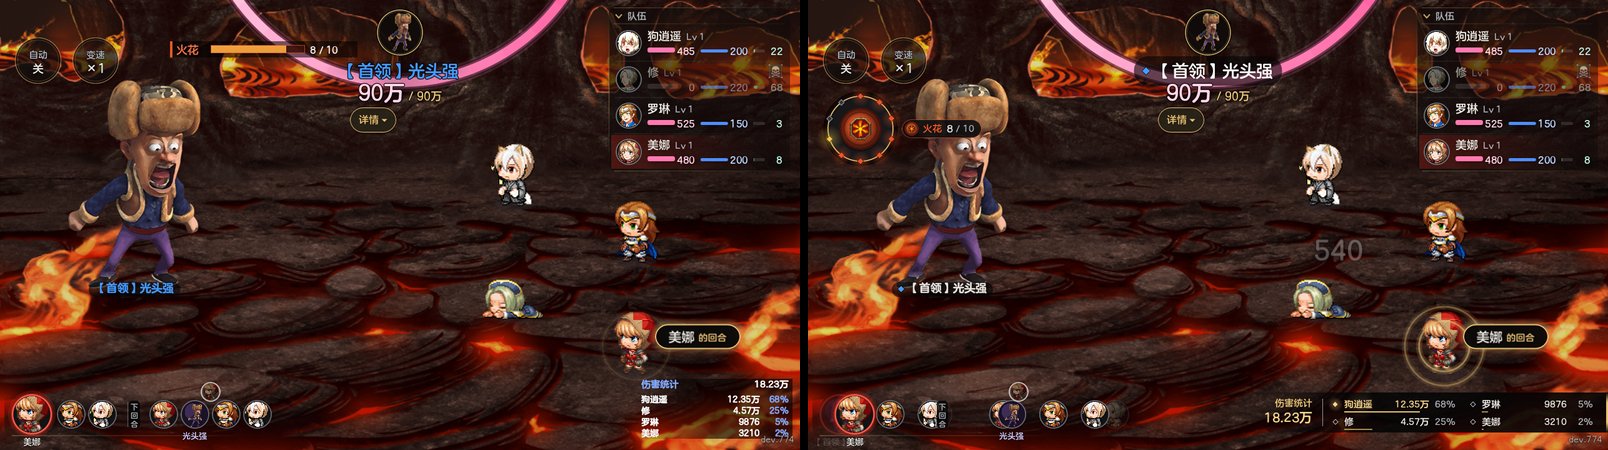 自动
关
变速
×1
火花 8 / 10
【首领】光头强
90万 / 90万
详情
队伍
狗逍遥 Lv 1
485 200 22
修 Lv 1
0 220 68
罗琳 Lv 1
525 150 3
美娜 Lv 1
480 200 8
【首领】光头强
美娜 的回合
伤害统计 18.23万
狗逍遥 12.35万 68%
修 4.57万 25%
罗琳 9876 5%
美娜 3210 2%
dev.774
下回合
美娜
光头强
自动
关
变速
×1
火花 8 / 10
【首领】光头强
90万 / 90万
详情
队伍
狗逍遥 Lv 1
485 200 22
修 Lv 1
0 220 68
罗琳 Lv 1
525 150 3
美娜 Lv 1
480 200 8
540
【首领】光头强
美娜 的回合
伤害统计
18.23万
狗逍遥 12.35万 68%
罗琳 9876 5%
修 4.57万 25%
美娜 3210 2%
dev.774
下回合
美娜
光头强